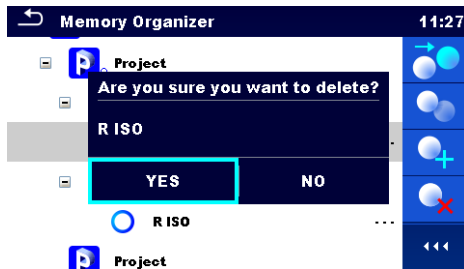 Memory Organizer 11:27
Project
Are you sure you want to delete?
R ISO
YES NO
R ISO ...
Project